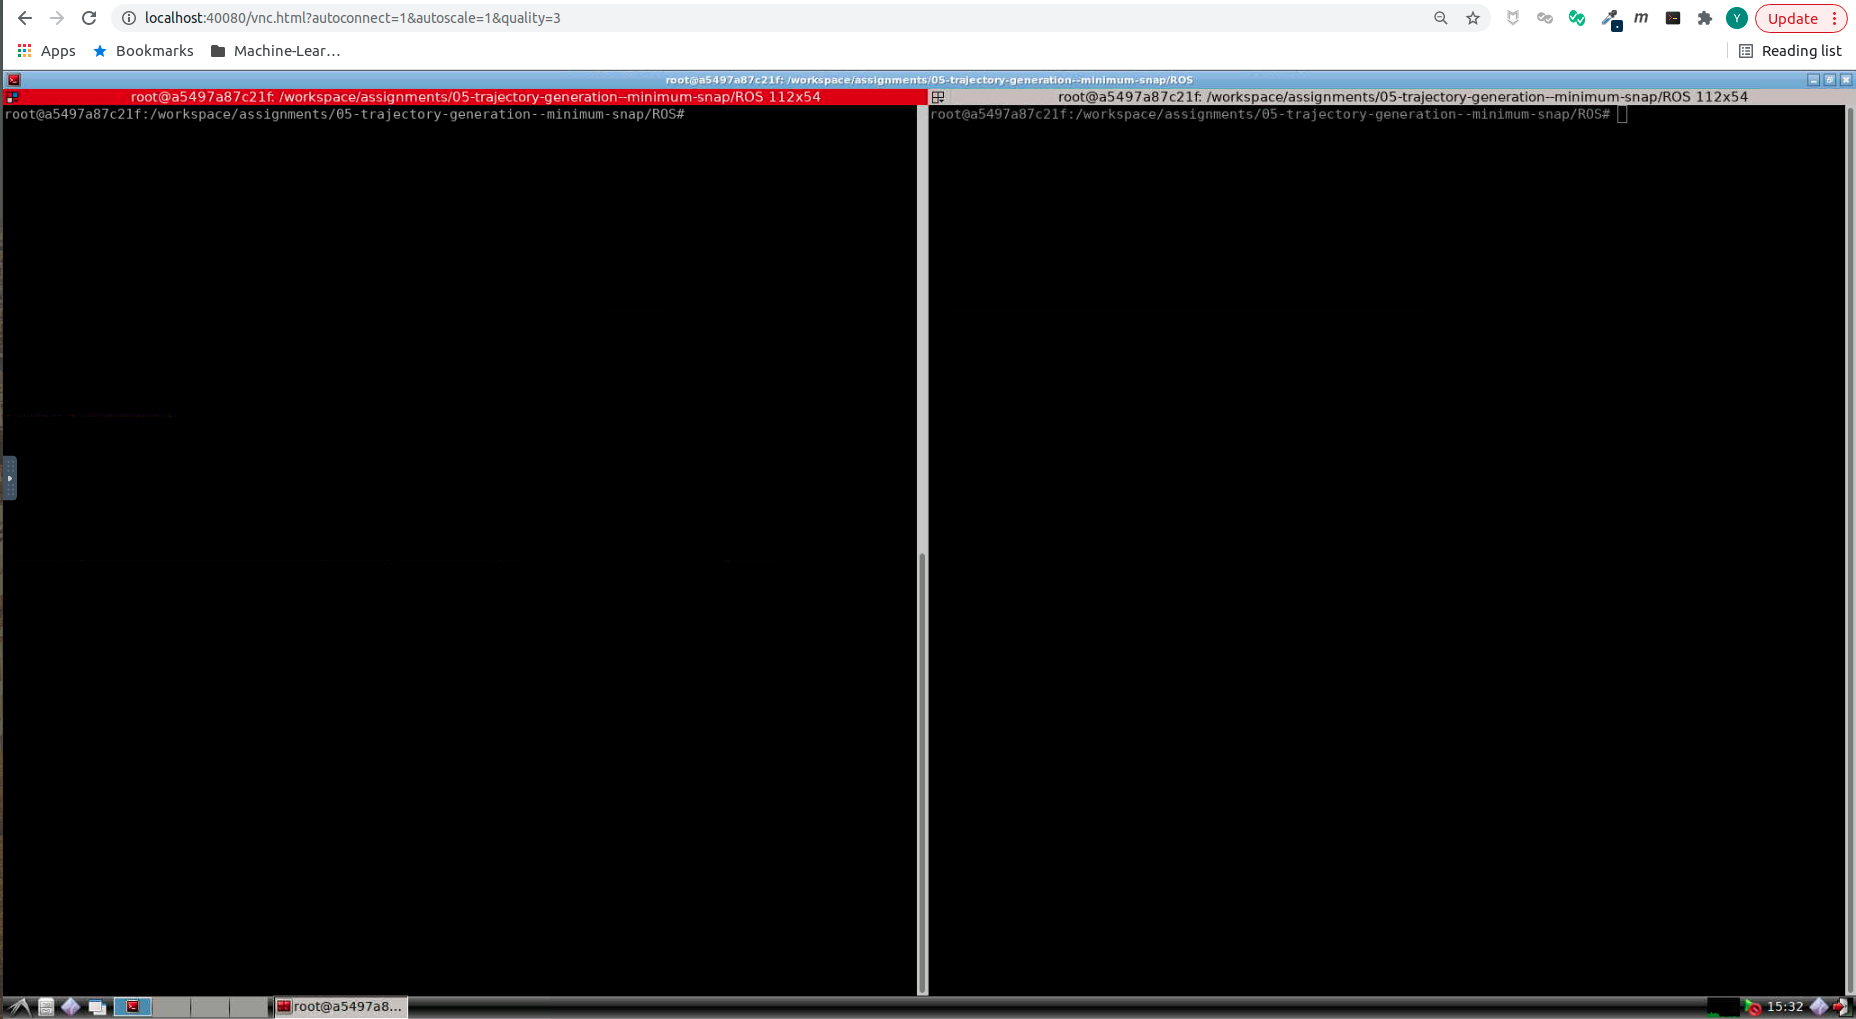 localhost:40080/vnc.html?autoconnect=1&autoscale=1&quality=3
m
Y
Update
Apps
Bookmarks
Machine-Lear…
Reading list
root@a5497a87c21f: /workspace/assignments/05-trajectory-generation--minimum-snap/ROS
root@a5497a87c21f: /workspace/assignments/05-trajectory-generation--minimum-snap/ROS 112x54
root@a5497a87c21f: /workspace/assignments/05-trajectory-generation--minimum-snap/ROS 112x54
root@a5497a87c21f:/workspace/assignments/05-trajectory-generation--minimum-snap/ROS#
root@a5497a87c21f:/workspace/assignments/05-trajectory-generation--minimum-snap/ROS#
root@a5497a8...
15:32